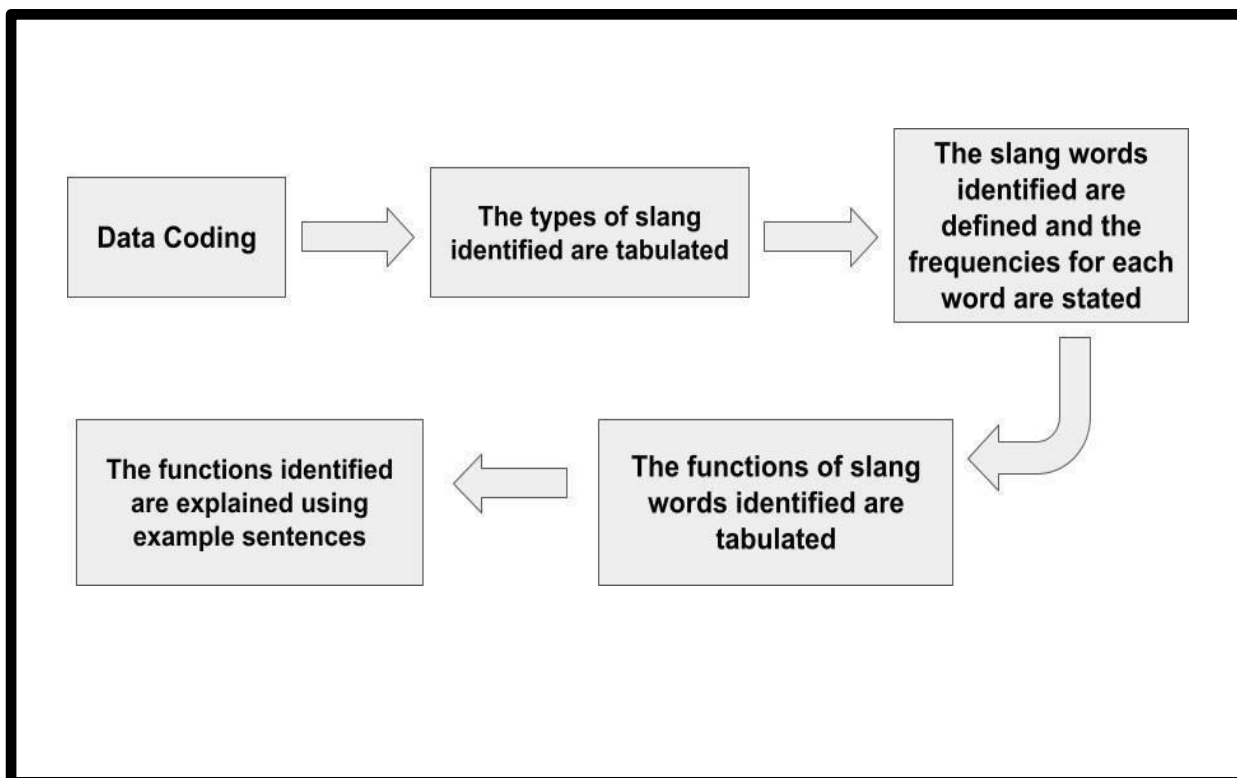 Data Coding
The types of slang
identified are tabulated
The slang words
identified are
defined and the
frequencies for each
word are stated
The functions of slang
words identified are
tabulated
The functions identified
are explained using
example sentences